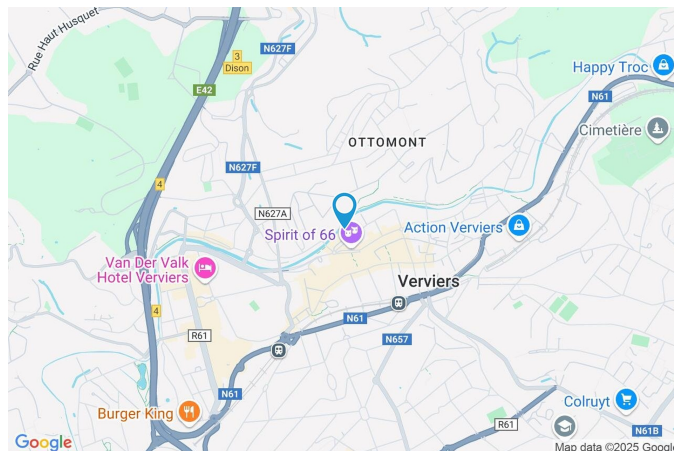 Rue Haut Husquet
N627F
3
Dison
E42
Happy Troc
N61
Cimetière
OTTOMONT
N627F
4
N627A
Spirit of 66
Action Verviers
Van Der Valk
Hotel Verviers
Verviers
4
N61
R61
N657
N61
Burger King
Colruyt
R61
N61B
Google
Map data ©2025 Google